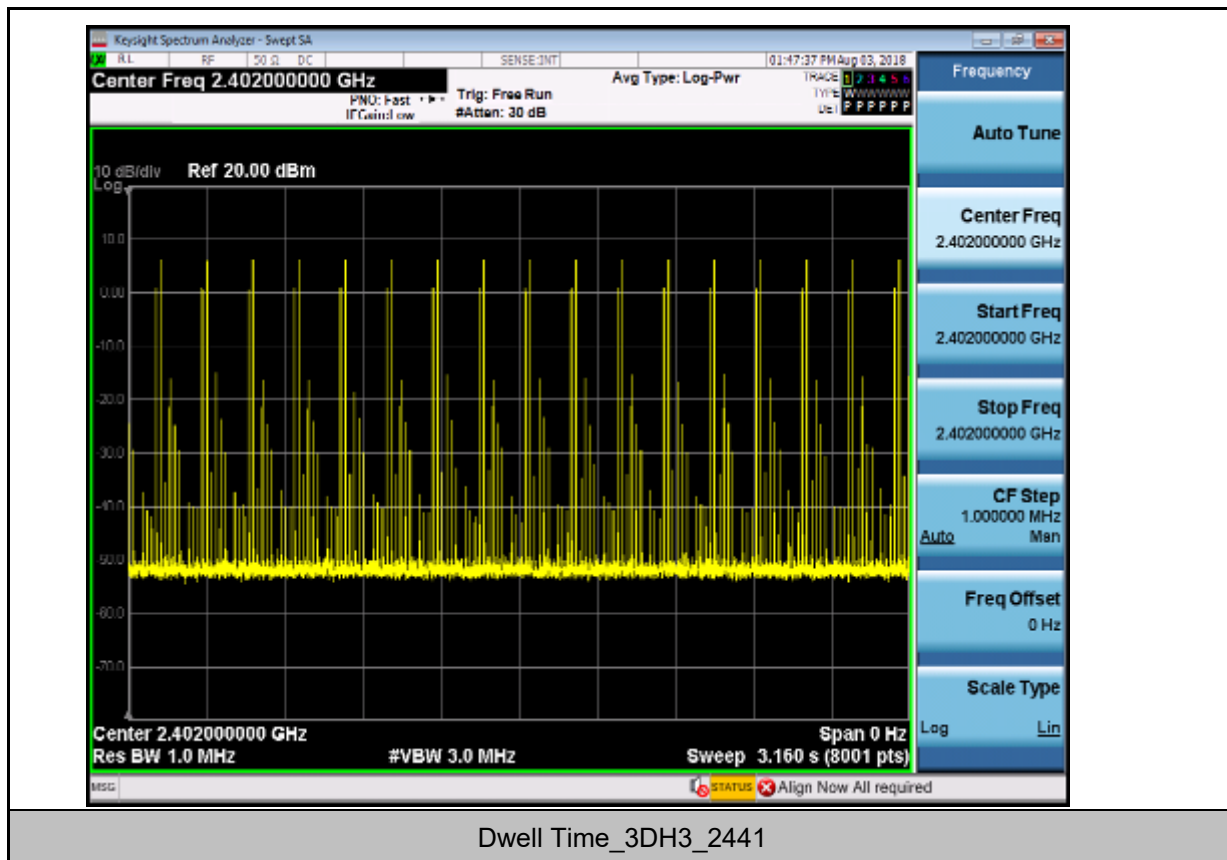 Keysight Spectrum Analyzer - Swept SA
RL RF 50 Ω DC SENSE:INT 01:47:37 PM Aug 03, 2018
Center Freq 2.402000000 GHz
Avg Type: Log-Pwr
TRACE 1 2 3 4 5 6
TYPE WWWWWW
DET P P P P P P
PNO: Fast
IFGain:Low
Trig: Free Run
#Atten: 30 dB
10 dB/div Ref 20.00 dBm
Log
10.0
0.00
-10.0
-20.0
-30.0
-40.0
-50.0
-60.0
-70.0
Center 2.402000000 GHz Span 0 Hz
Res BW 1.0 MHz #VBW 3.0 MHz Sweep 3.160 s (8001 pts)
MSG STATUS Align Now All required
Frequency
Auto Tune
Center Freq
2.402000000 GHz
Start Freq
2.402000000 GHz
Stop Freq
2.402000000 GHz
CF Step
1.000000 MHz
Auto Man
Freq Offset
0 Hz
Scale Type
Log Lin
Dwell Time_3DH3_2441